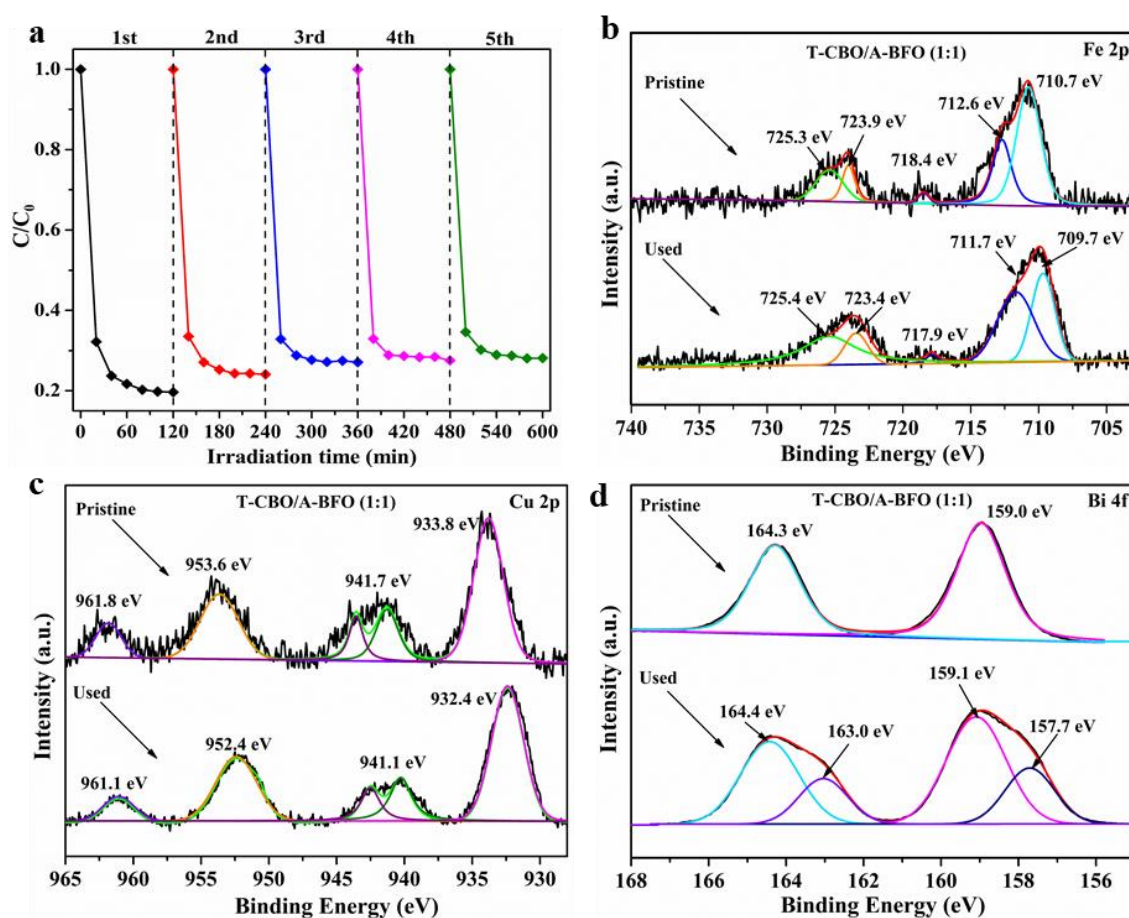 a
1st 2nd 3rd 4th 5th
1.0
0.8
0.6
0.4
0.2
C/C0
0 60 120 180 240 300 360 420 480 540 600
Irradiation time (min)
b
T-CBO/A-BFO (1:1) Fe 2p
Pristine
710.7 eV
712.6 eV
723.9 eV
725.3 eV
718.4 eV
Used
711.7 eV
709.7 eV
725.4 eV
723.4 eV
717.9 eV
Intensity (a.u.)
740 735 730 725 720 715 710 705
Binding Energy (eV)
c
T-CBO/A-BFO (1:1) Cu 2p
Pristine
933.8 eV
953.6 eV
941.7 eV
961.8 eV
Used
932.4 eV
952.4 eV
941.1 eV
961.1 eV
Intensity (a.u.)
965 960 955 950 945 940 935 930
Binding Energy (eV)
d
T-CBO/A-BFO (1:1) Bi 4f
Pristine
159.0 eV
164.3 eV
Used
159.1 eV
164.4 eV
163.0 eV
157.7 eV
Intensity (a.u.)
168 166 164 162 160 158 156
Binding Energy (eV)